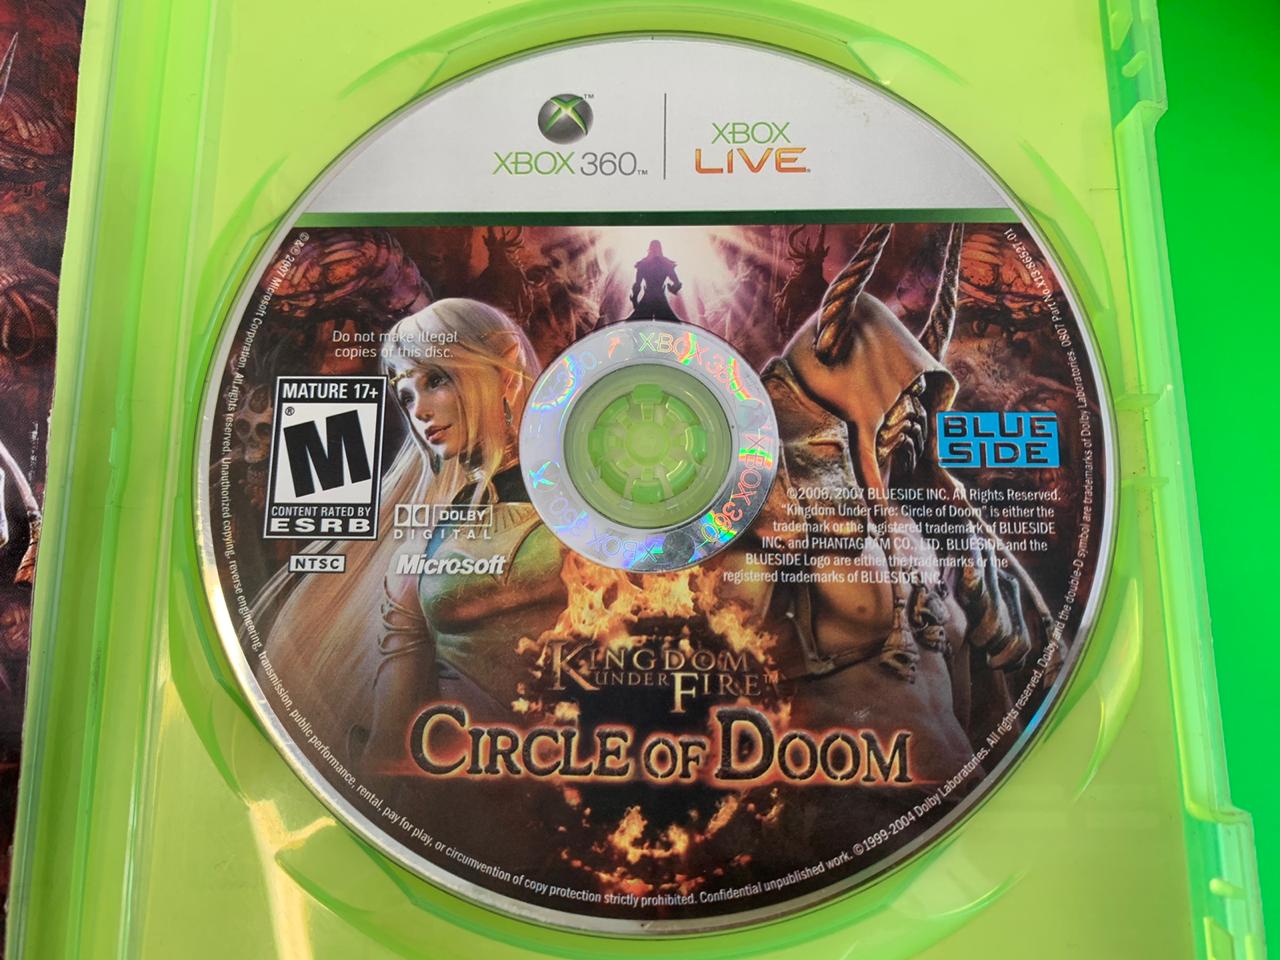 XBOX 360™
XBOX
LIVE®
Do not make illegal
copies of this disc.
MATURE 17+
M®
CONTENT RATED BY
ESRB
NTSC
DOLBY
DIGITAL
Microsoft
BLUE
SIDE
©2006, 2007 BLUESIDE INC. All Rights Reserved.
"Kingdom Under Fire: Circle of Doom" is either the
trademark or the registered trademark of BLUESIDE
INC. and PHANTAGRAM CO., LTD. BLUESIDE and the
BLUESIDE Logo are either the trademarks or the
registered trademarks of BLUESIDE INC.
KINGDOM
UNDER FIRE™
CIRCLE OF DOOM
2007 Microsoft Corporation. All rights reserved. Unauthorized copying, reverse engineering, transmission, public performance, rental, pay for play, or circumvention of copy protection strictly prohibited. Confidential unpublished work. ©1999-2004 Dolby Laboratories. All rights reserved. Dolby and the double-D symbol are trademarks of Dolby Laboratories. 0807 Part No. X13-86521-01
XBOX 360
XBOX 360
XBOX 360